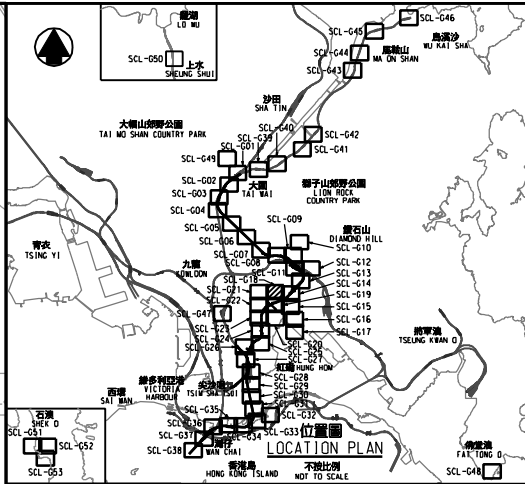 羅湖
LO WU
SCL-G50
上水
SHEUNG SHUI
SCL-G46
SCL-G45
烏溪沙
WU KAI SHA
SCL-G44
馬鞍山
MA ON SHAN
SCL-G43
沙田
SHA TIN
大帽山郊野公園
TAI MO SHAN COUNTRY PARK
SCL-G40
SCL-G39
SCL-G01
SCL-G42
SCL-G41
SCL-G49
SCL-G02
大圍
TAI WAI
獅子山郊野公園
LION ROCK
COUNTRY PARK
SCL-G03
SCL-G04
SCL-G05
SCL-G06
SCL-G07
SCL-G08
SCL-G09
鑽石山
DIAMOND HILL
SCL-G10
SCL-G11
SCL-G12
SCL-G13
SCL-G14
SCL-G19
SCL-G15
SCL-G16
SCL-G17
青衣
TSING YI
九龍
KOWLOON
SCL-G18
SCL-G21
SCL-G22
SCL-G47
SCL-G23
SCL-G24
SCL-G26
SCL-G20
SCL-G25
SCL-G27
將軍澳
TSEUNG KWAN O
紅磡
HUNG HOM
SCL-G28
SCL-G29
SCL-G30
SCL-G31
SCL-G32
SCL-G33
SCL-G34
SCL-G35
SCL-G36
SCL-G37
SCL-G38
西環
SAI WAN
維多利亞港
VICTORIA
HARBOUR
尖沙咀
TSIM SHA TSUI
灣仔
WAN CHAI
香港島
HONG KONG ISLAND
石澳
SHEK O
SCL-G51
SCL-G52
SCL-G53
位置圖
LOCATION PLAN
不按比例
NOT TO SCALE
佛堂澳
FAT TONG O
SCL-G48